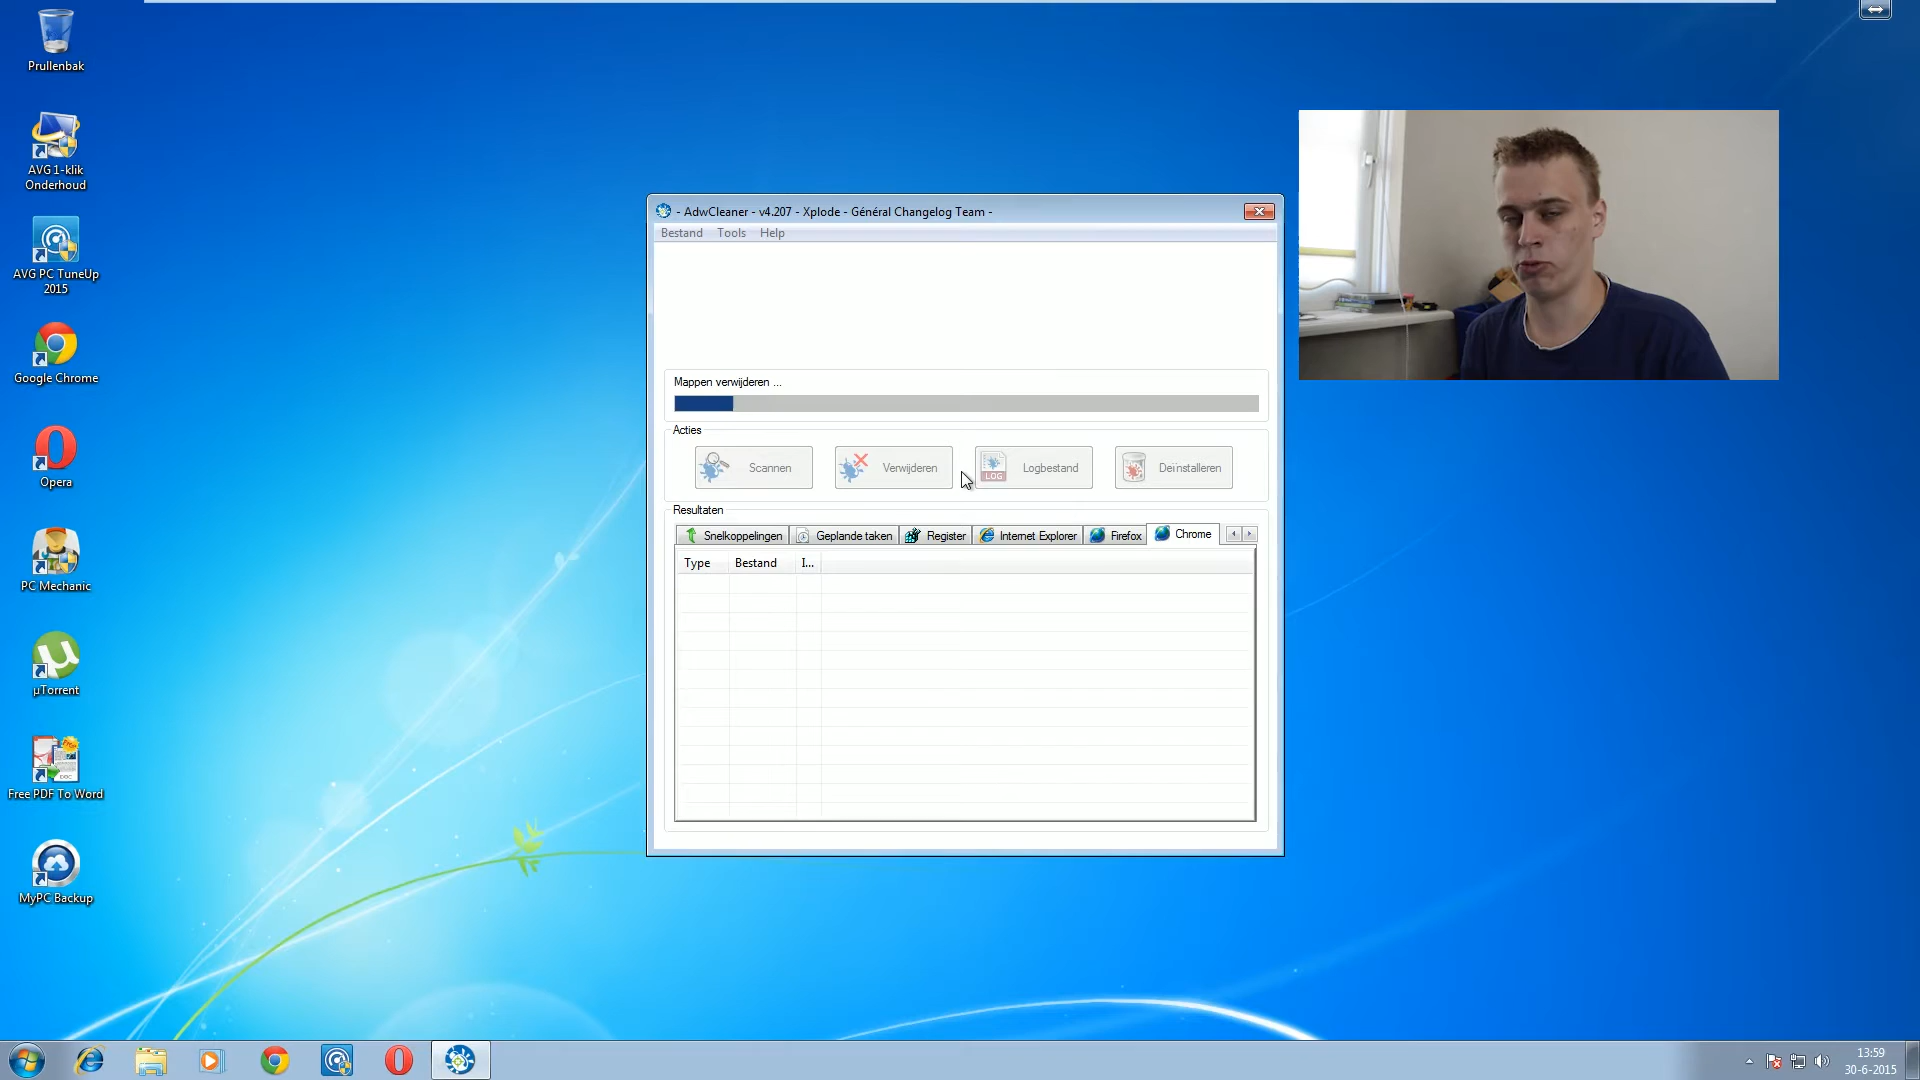 Prullenbak
AVG 1-klik
Onderhoud
AVG PC TuneUp
2015
Google Chrome
Opera
PC Mechanic
µTorrent
Free PDF To Word
MyPC Backup
- AdwCleaner - v4.207 - Xplode - Général Changelog Team -
Bestand Tools Help
Mappen verwijderen ...
Acties
Scannen Verwijderen LOG Logbestand Deïnstalleren
Resultaten
Snelkoppelingen Geplande taken Register Internet Explorer Firefox Chrome
Type Bestand I...
13:59
30-6-2015